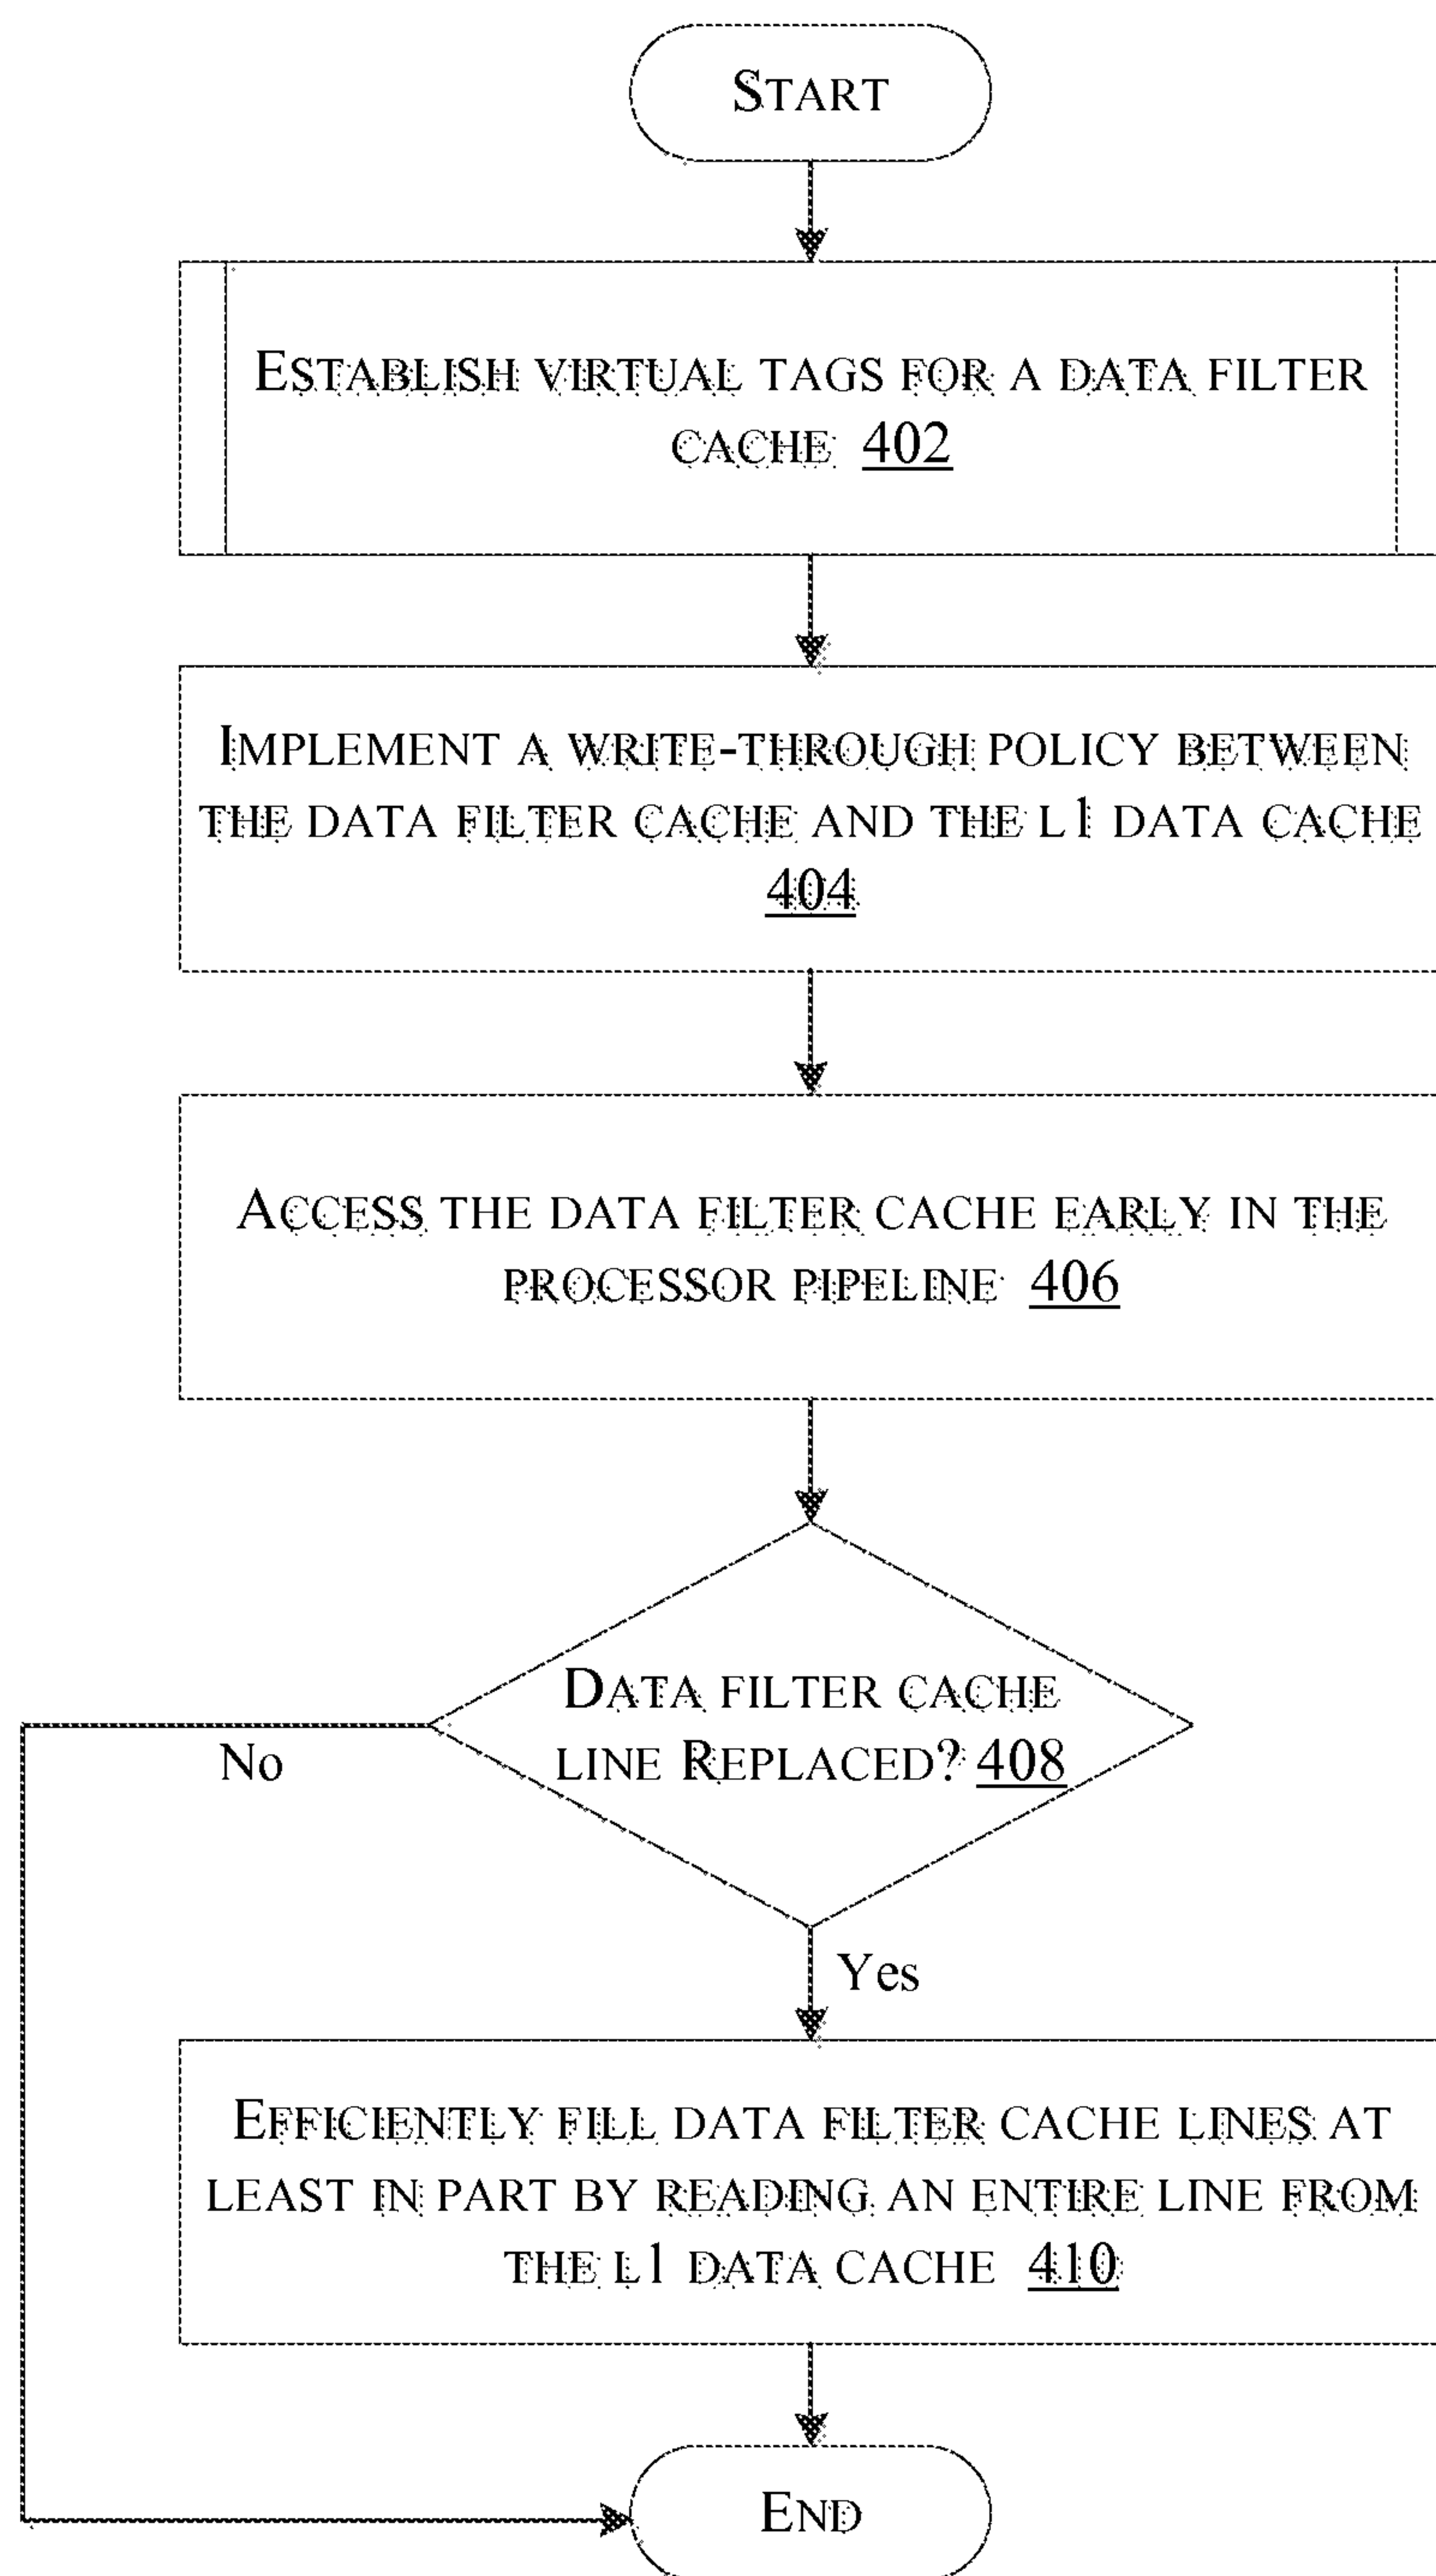 START
ESTABLISH VIRTUAL TAGS FOR A DATA FILTER
CACHE 402
IMPLEMENT A WRITE-THROUGH POLICY BETWEEN
THE DATA FILTER CACHE AND THE L1 DATA CACHE
404
ACCESS THE DATA FILTER CACHE EARLY IN THE
PROCESSOR PIPELINE 406
DATA FILTER CACHE
LINE REPLACED? 408
No
Yes
EFFICIENTLY FILL DATA FILTER CACHE LINES AT
LEAST IN PART BY READING AN ENTIRE LINE FROM
THE L1 DATA CACHE 410
END